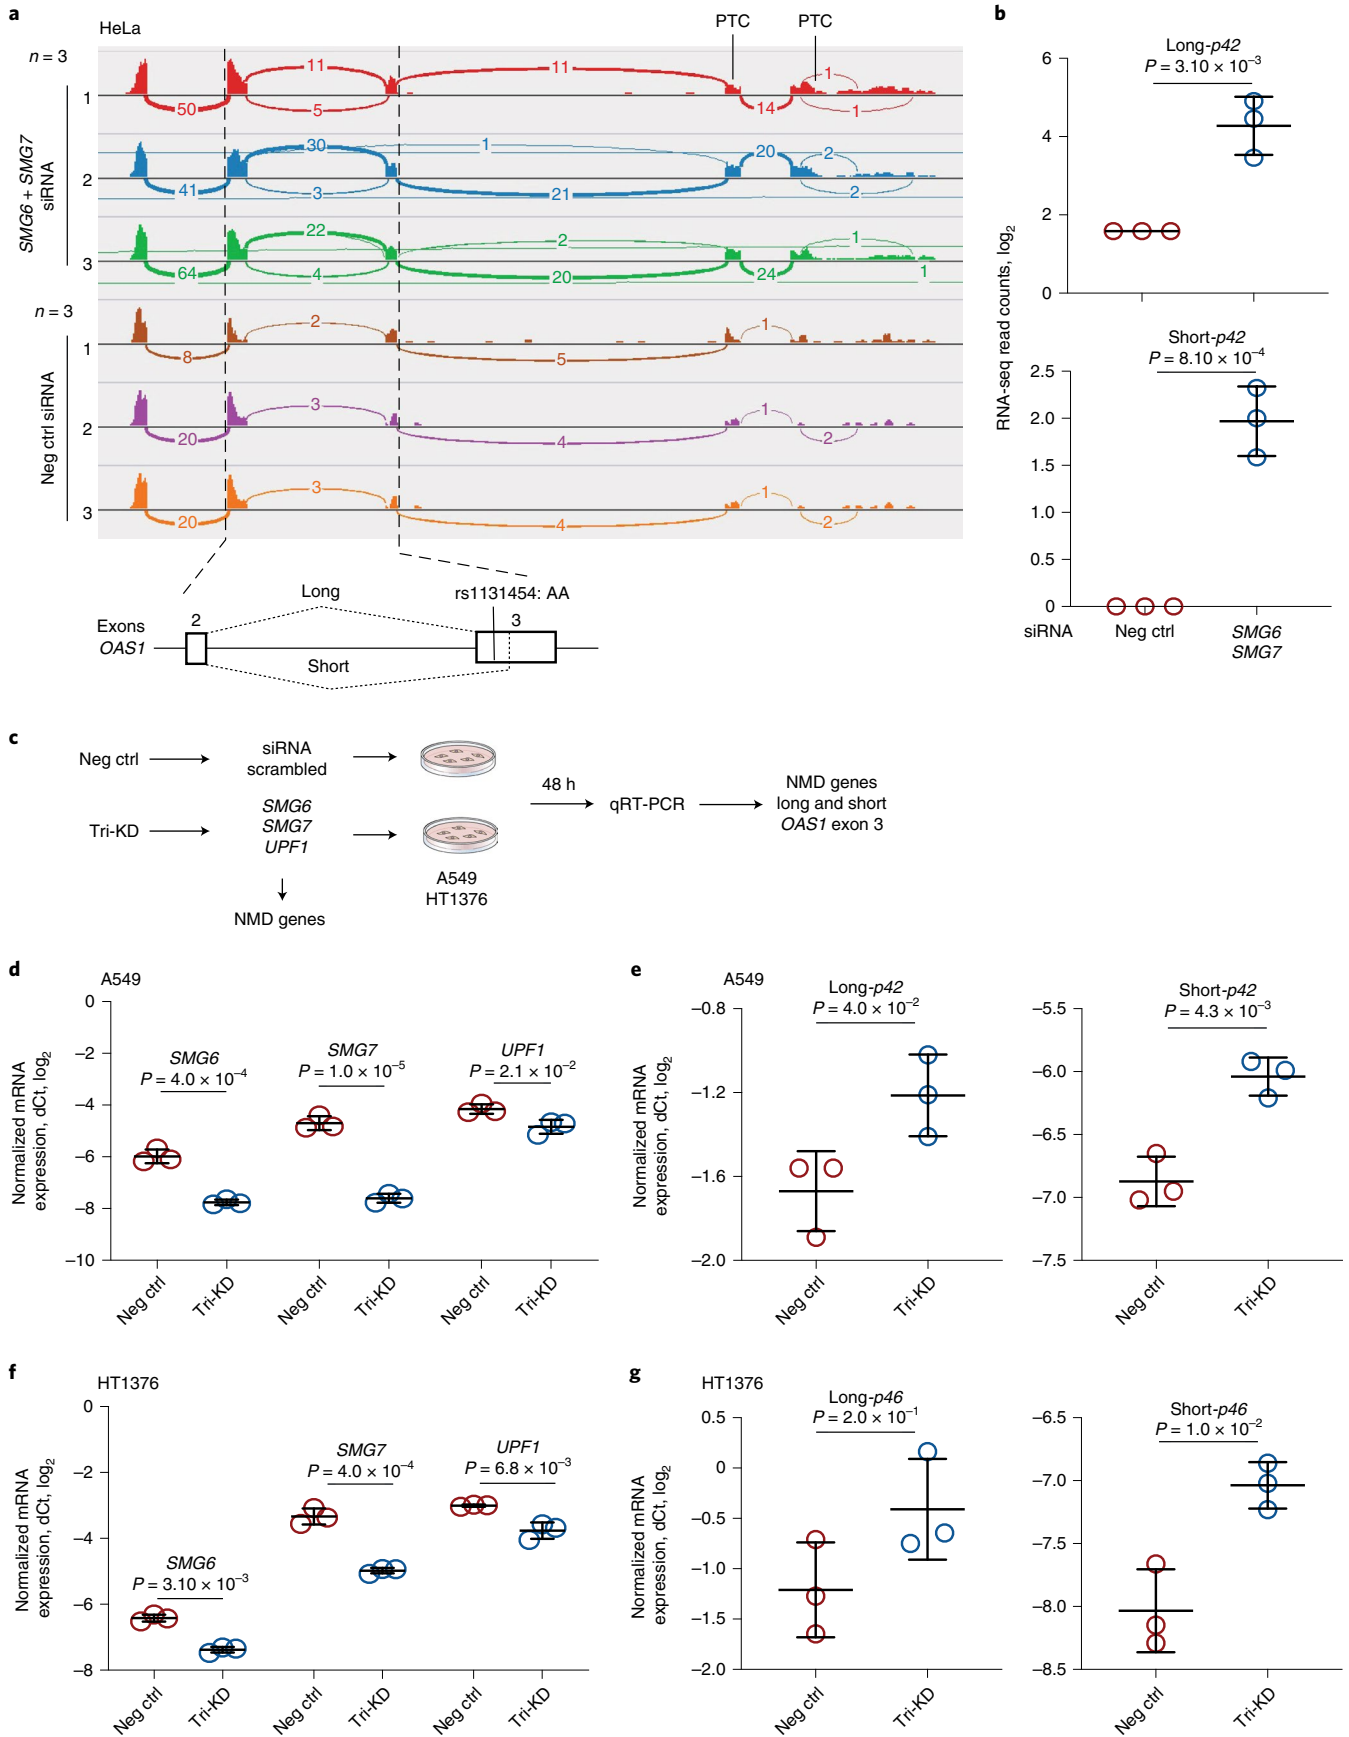 a
HeLa
n = 3
PTC
PTC
SMG6 + SMG7
siRNA
1
50
11
5
11
14
1
1
2
41
30
3
1
21
20
2
2
3
64
22
4
2
20
24
1
1
n = 3
Neg ctrl siRNA
1
8
2
5
1
2
20
3
4
1
2
3
20
3
4
1
2
Exons
OAS1
2
Long
Short
rs1131454: AA
3
b
RNA-seq read counts, log2
Long-p42
P = 3.10 × 10–3
6
4
2
0
Short-p42
P = 8.10 × 10–4
2.5
2.0
1.5
1.0
0.5
0
siRNA
Neg ctrl
SMG6
SMG7
c
Neg ctrl
siRNA
scrambled
Tri-KD
SMG6
SMG7
UPF1
NMD genes
A549
HT1376
48 h
qRT-PCR
NMD genes
long and short
OAS1 exon 3
d
A549
Normalized mRNA
expression, dCt, log2
0
–2
–4
–6
–8
–10
SMG6
P = 4.0 × 10–4
SMG7
P = 1.0 × 10–5
UPF1
P = 2.1 × 10–2
Neg ctrl
Tri-KD
Neg ctrl
Tri-KD
Neg ctrl
Tri-KD
e
A549
Normalized mRNA
expression, dCt, log2
Long-p42
P = 4.0 × 10–2
–0.8
–1.2
–1.6
–2.0
Neg ctrl
Tri-KD
Short-p42
P = 4.3 × 10–3
–5.5
–6.0
–6.5
–7.0
–7.5
Neg ctrl
Tri-KD
f
HT1376
Normalized mRNA
expression, dCt, log2
0
–2
–4
–6
–8
SMG6
P = 3.10 × 10–3
SMG7
P = 4.0 × 10–4
UPF1
P = 6.8 × 10–3
Neg ctrl
Tri-KD
Neg ctrl
Tri-KD
Neg ctrl
Tri-KD
g
HT1376
Normalized mRNA
expression, dCt, log2
Long-p46
P = 2.0 × 10–1
0.5
0
–0.5
–1.0
–1.5
–2.0
Neg ctrl
Tri-KD
Short-p46
P = 1.0 × 10–2
–6.5
–7.0
–7.5
–8.0
–8.5
Neg ctrl
Tri-KD